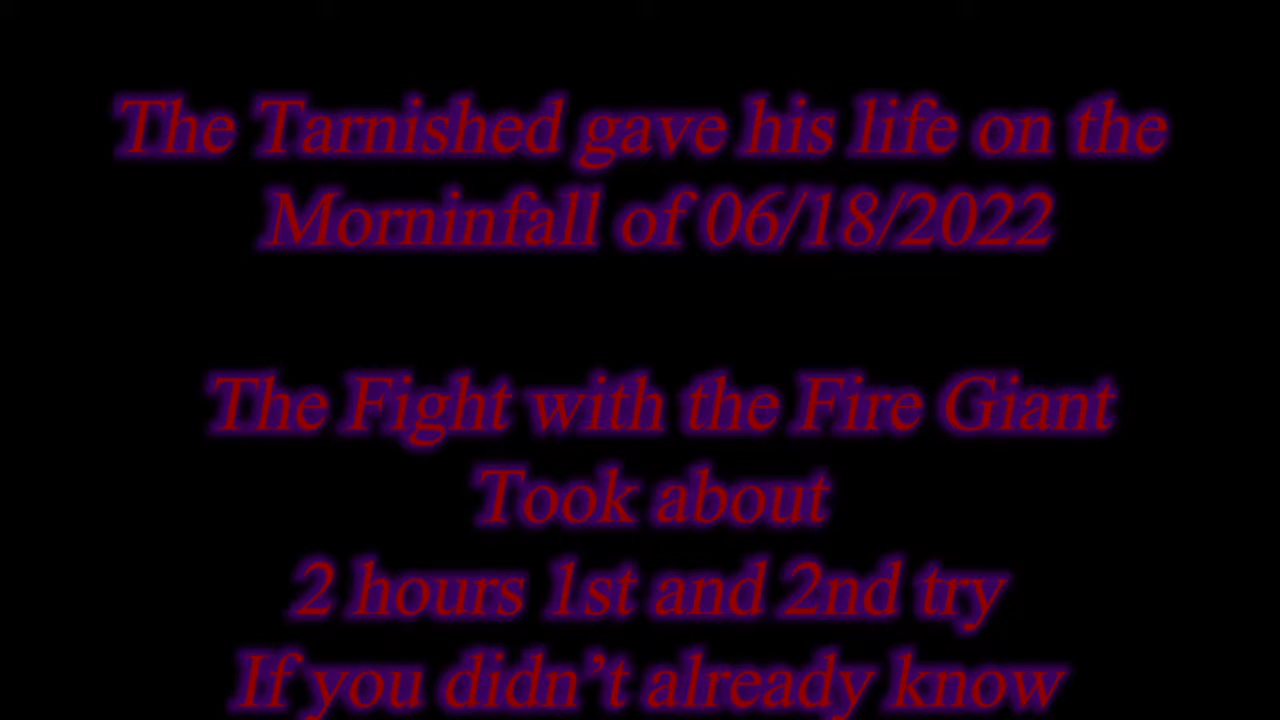 The Tarnished gave his life on the
Morninfall of 06/18/2022
The Fight with the Fire Giant
Took about
2 hours 1st and 2nd try
If you didn’t already know